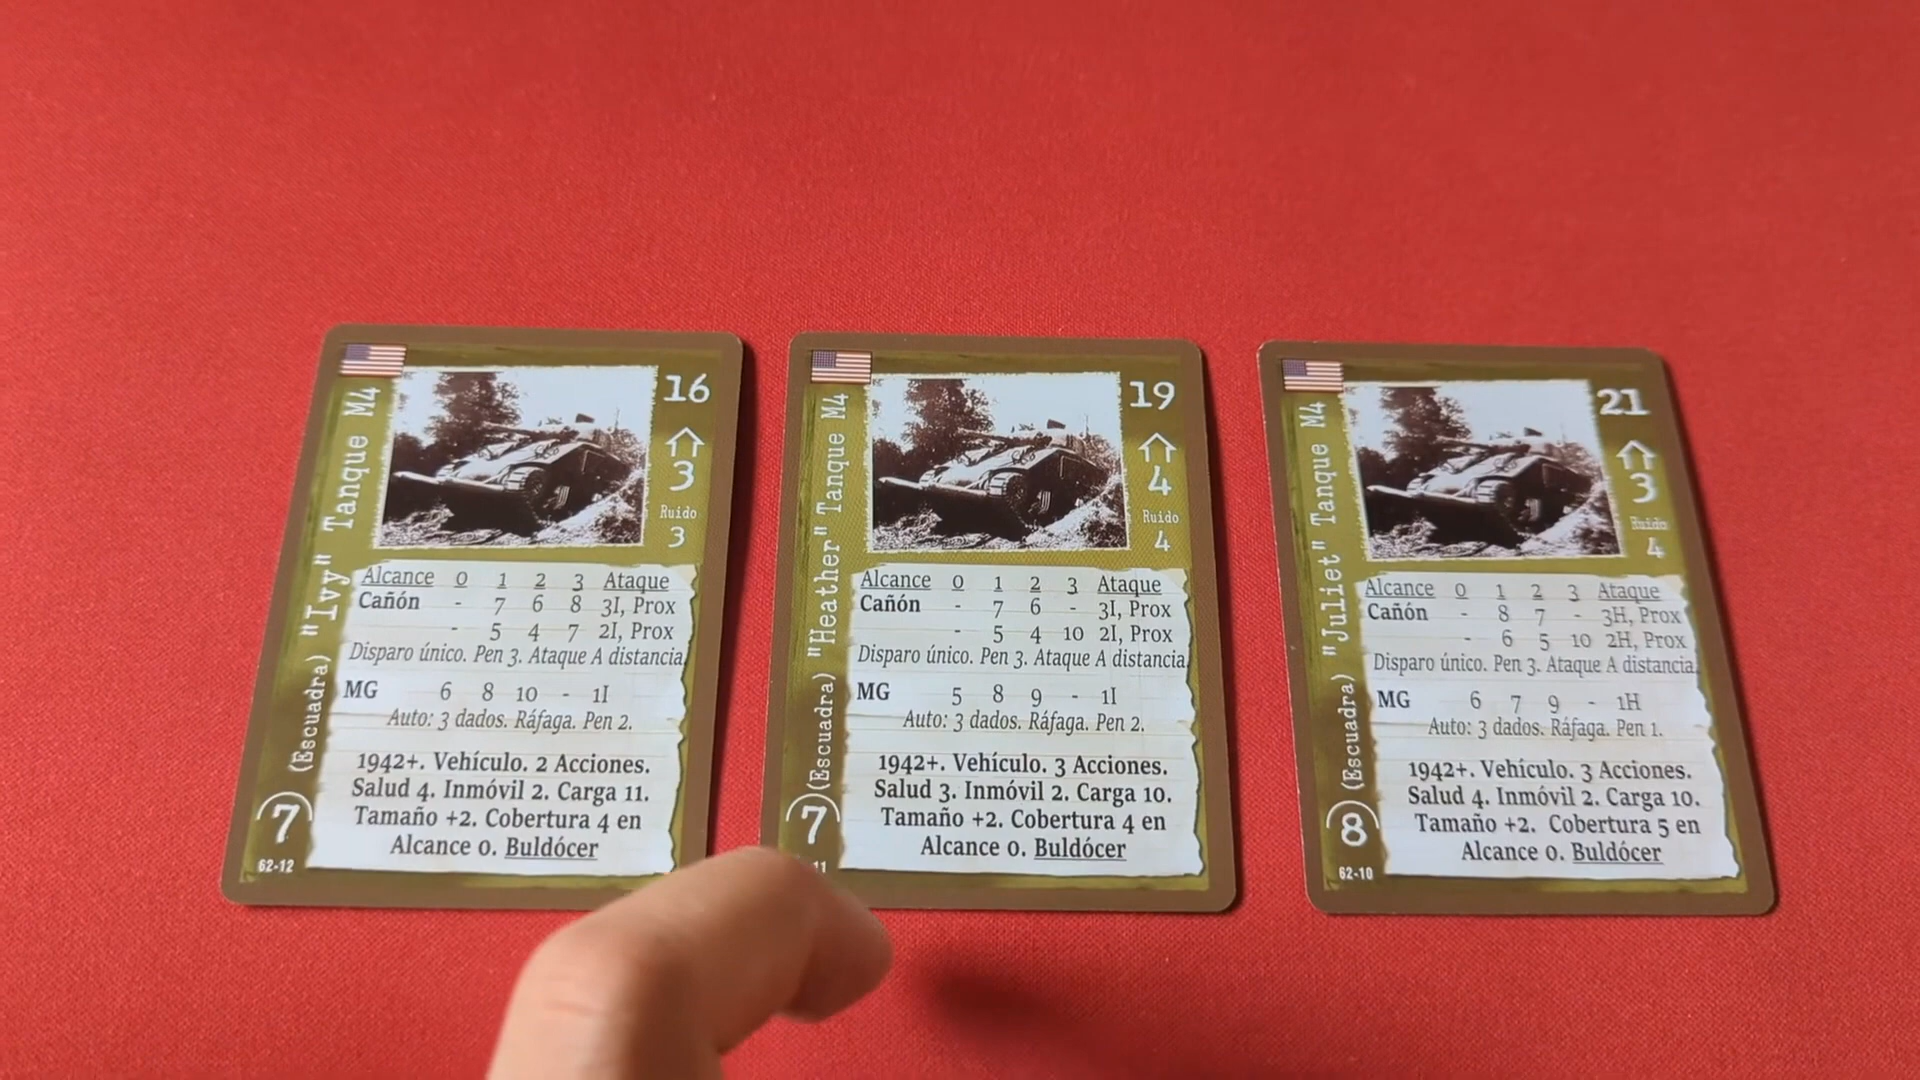 16
3
Ruido
3
(Escuadra) "Ivy" Tanque M4
Alcance 0 1 2 3 Ataque
Cañón - 7 6 8 3I, Prox
- 5 4 7 2I, Prox
Disparo único. Pen 3. Ataque A distancia.
MG 6 8 10 - 1I
Auto: 3 dados. Ráfaga. Pen 2.
1942+. Vehículo. 2 Acciones.
Salud 4. Inmóvil 2. Carga 11.
Tamaño +2. Cobertura 4 en
Alcance 0. Buldócer
7
62-12
19
4
Ruido
4
(Escuadra) "Heather" Tanque M4
Alcance 0 1 2 3 Ataque
Cañón - 7 6 - 3I, Prox
- 5 4 10 2I, Prox
Disparo único. Pen 3. Ataque A distancia.
MG 5 8 9 - 1I
Auto: 3 dados. Ráfaga. Pen 2.
1942+. Vehículo. 3 Acciones.
Salud 3. Inmóvil 2. Carga 10.
Tamaño +2. Cobertura 4 en
Alcance 0. Buldócer
7
11
21
3
Ruido
4
(Escuadra) "Juliet" Tanque M4
Alcance 0 1 2 3 Ataque
Cañón - 8 7 - 3H, Prox
- 6 5 10 2H, Prox
Disparo único. Pen 3. Ataque A distancia.
MG 6 7 9 - 1H
Auto: 3 dados. Ráfaga. Pen 1.
1942+. Vehículo. 3 Acciones.
Salud 4. Inmóvil 2. Carga 10.
Tamaño +2. Cobertura 5 en
Alcance 0. Buldócer
8
62-10